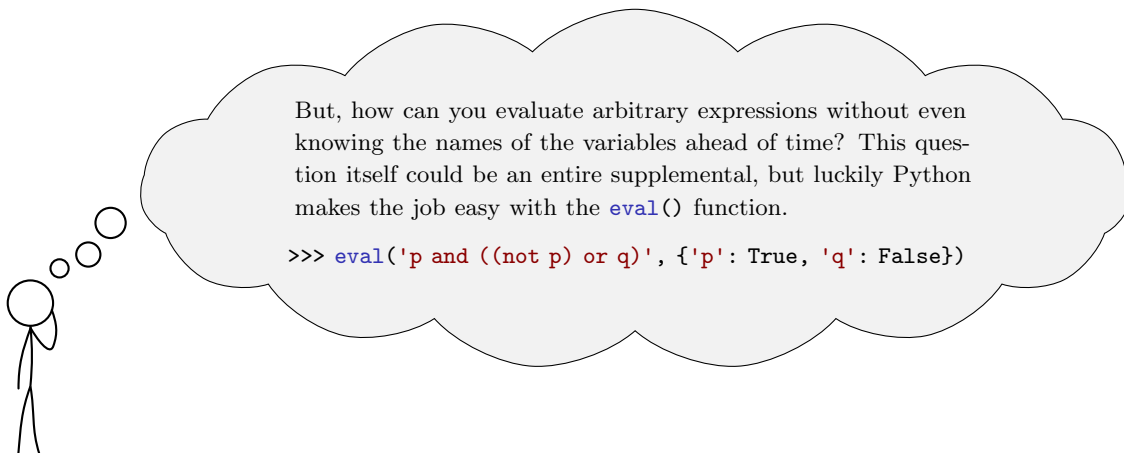 But, how can you evaluate arbitrary expressions without even
knowing the names of the variables ahead of time? This ques-
tion itself could be an entire supplemental, but luckily Python
makes the job easy with the eval() function.
>>> eval('p and ((not p) or q)', {'p': True, 'q': False})